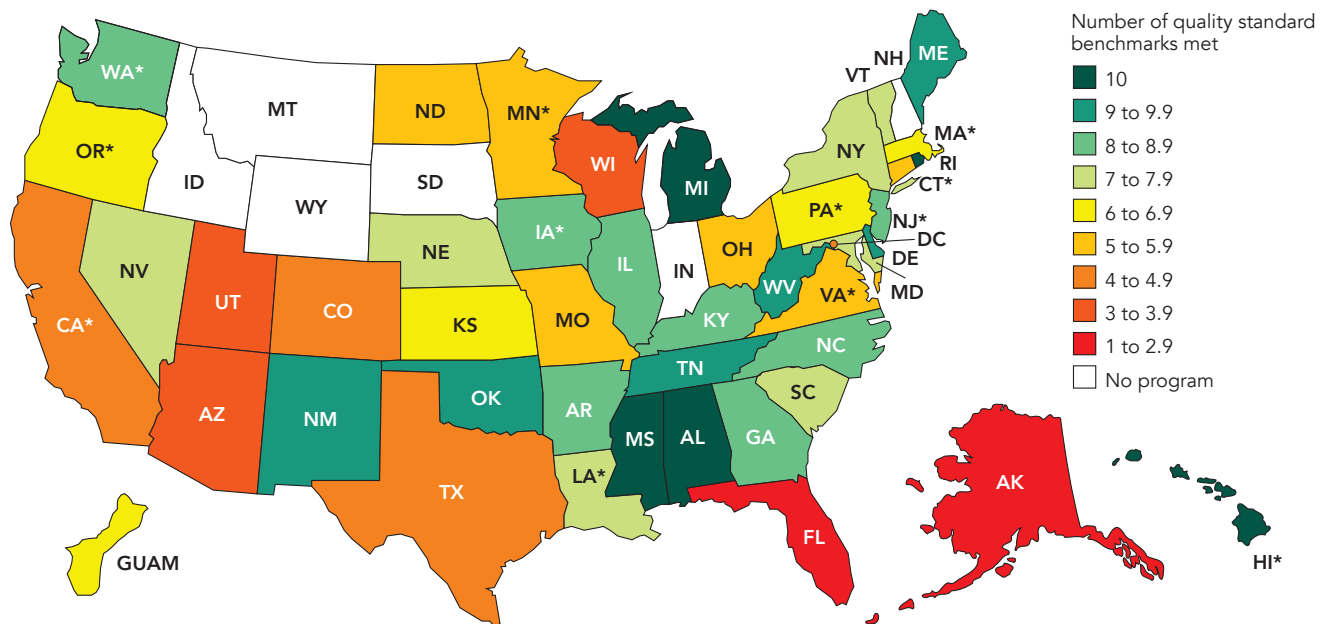 Number of quality standard
benchmarks met
10
9 to 9.9
8 to 8.9
7 to 7.9
6 to 6.9
5 to 5.9
4 to 4.9
3 to 3.9
1 to 2.9
No program
WA*
MT
ND
MN*
VT
NH
ME
OR*
ID
WY
SD
WI
MI
NY
MA*
RI
CT*
NV
UT
CO
NE
KS
IA*
MO
IL
IN
OH
PA*
NJ*
DC
DE
MD
WV
VA*
KY
CA*
AZ
NM
OK
TX
AR
LA*
TN
NC
SC
MS
AL
GA
FL
AK
HI*
GUAM